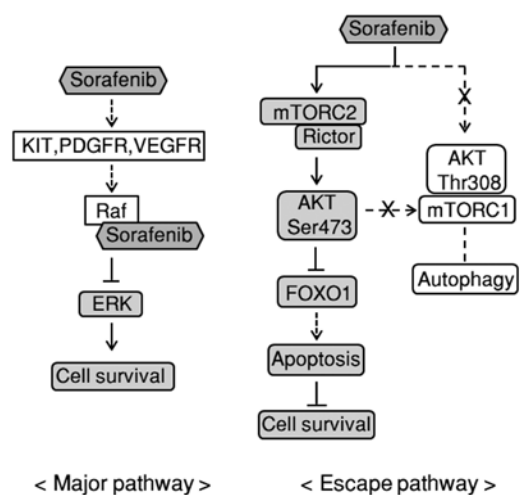 Sorafenib
KIT,PDGFR,VEGFR
Raf
Sorafenib
ERK
Cell survival
< Major pathway >
Sorafenib
mTORC2
Rictor
AKT
Ser473
FOXO1
Apoptosis
Cell survival
AKT
Thr308
mTORC1
Autophagy
< Escape pathway >